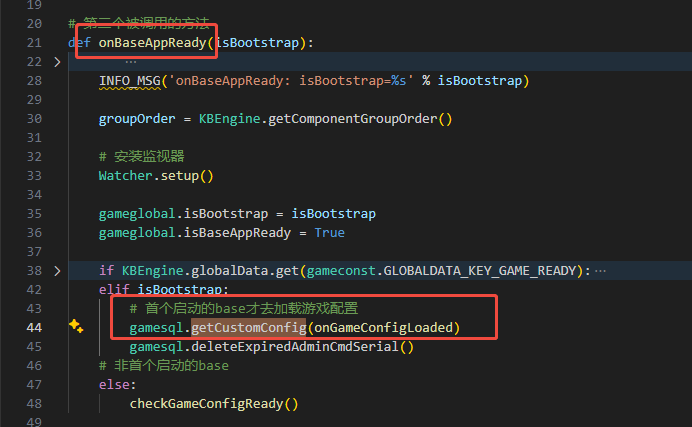 19
20 # 第三个被调用的方法
21 def onBaseAppReady(isBootstrap):
22 ...
28 INFO_MSG('onBaseAppReady: isBootstrap=%s' % isBootstrap)
29
30 groupOrder = KBEngine.getComponentGroupOrder()
31
32 # 安装监视器
33 Watcher.setup()
34
35 gameglobal.isBootstrap = isBootstrap
36 gameglobal.isBaseAppReady = True
37
38 if KBEngine.globalData.get(gameconst.GLOBALDATA_KEY_GAME_READY):...
42 elif isBootstrap:
43 # 首个启动的base才去加载游戏配置
44 gamesql.getCustomConfig(onGameConfigLoaded)
45 gamesql.deleteExpiredAdminCmdSerial()
46 # 非首个启动的base
47 else:
48 checkGameConfigReady()
49